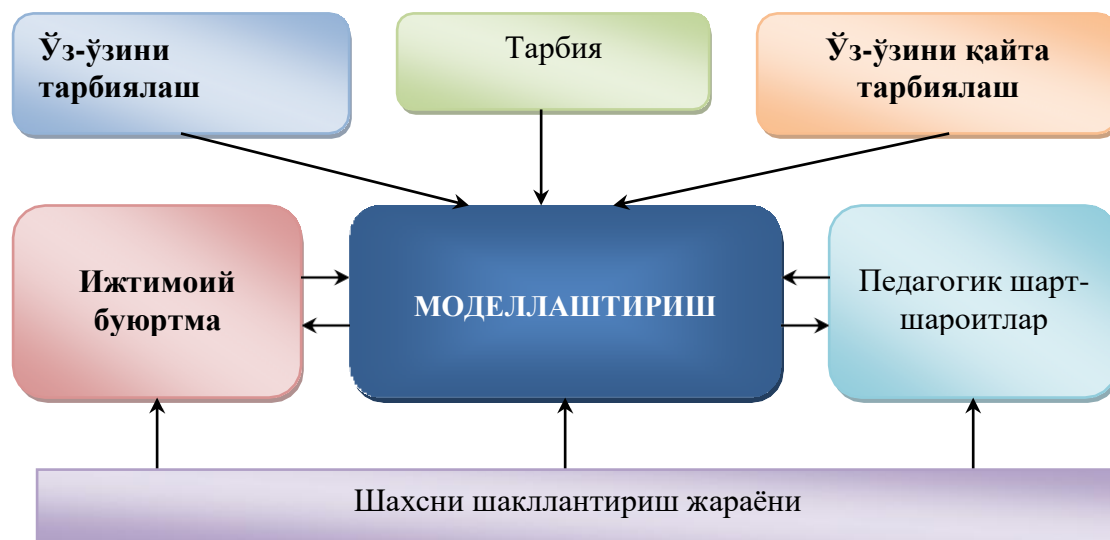 Ўз-ўзини
тарбиялаш
Тарбия
Ўз-ўзини қайта
тарбиялаш
Ижтимоий
буюртма
МОДЕЛЛАШТИРИШ
Педагогик шарт-
шароитлар
Шахсни шакллантириш жараёни